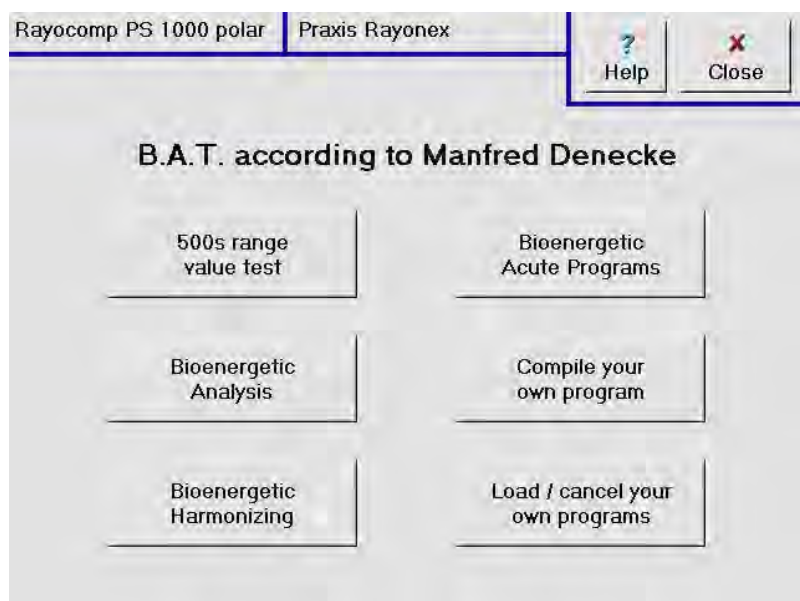 Rayocomp PS 1000 polar
Praxis Rayonex
?
Help
x
Close
B.A.T. according to Manfred Denecke
500s range
value test
Bioenergetic
Acute Programs
Bioenergetic
Analysis
Compile your
own program
Bioenergetic
Harmonizing
Load / cancel your
own programs